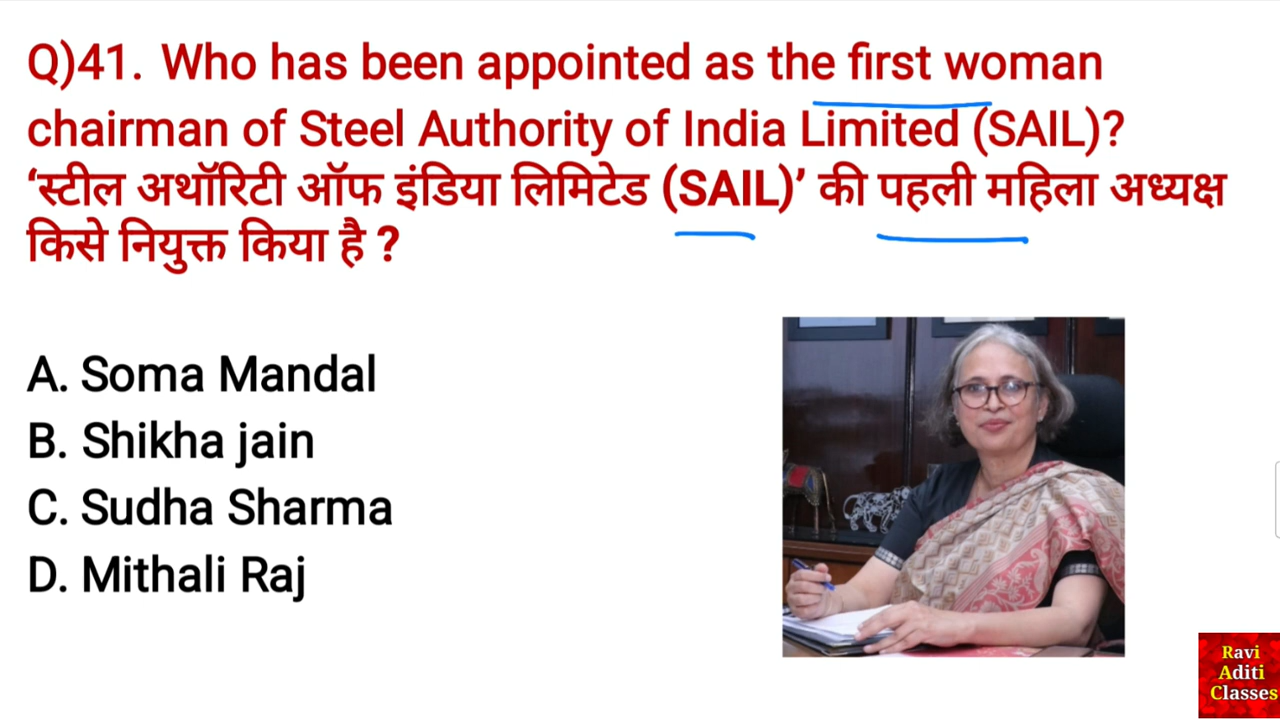 Q)41. Who has been appointed as the first woman
chairman of Steel Authority of India Limited (SAIL)?
‘स्टील अथॉरिटी ऑफ इंडिया लिमिटेड (SAIL)’ की पहली महिला अध्यक्ष
किसे नियुक्त किया है ?
A. Soma Mandal
B. Shikha jain
C. Sudha Sharma
D. Mithali Raj
Ravi
Aditi
Classes